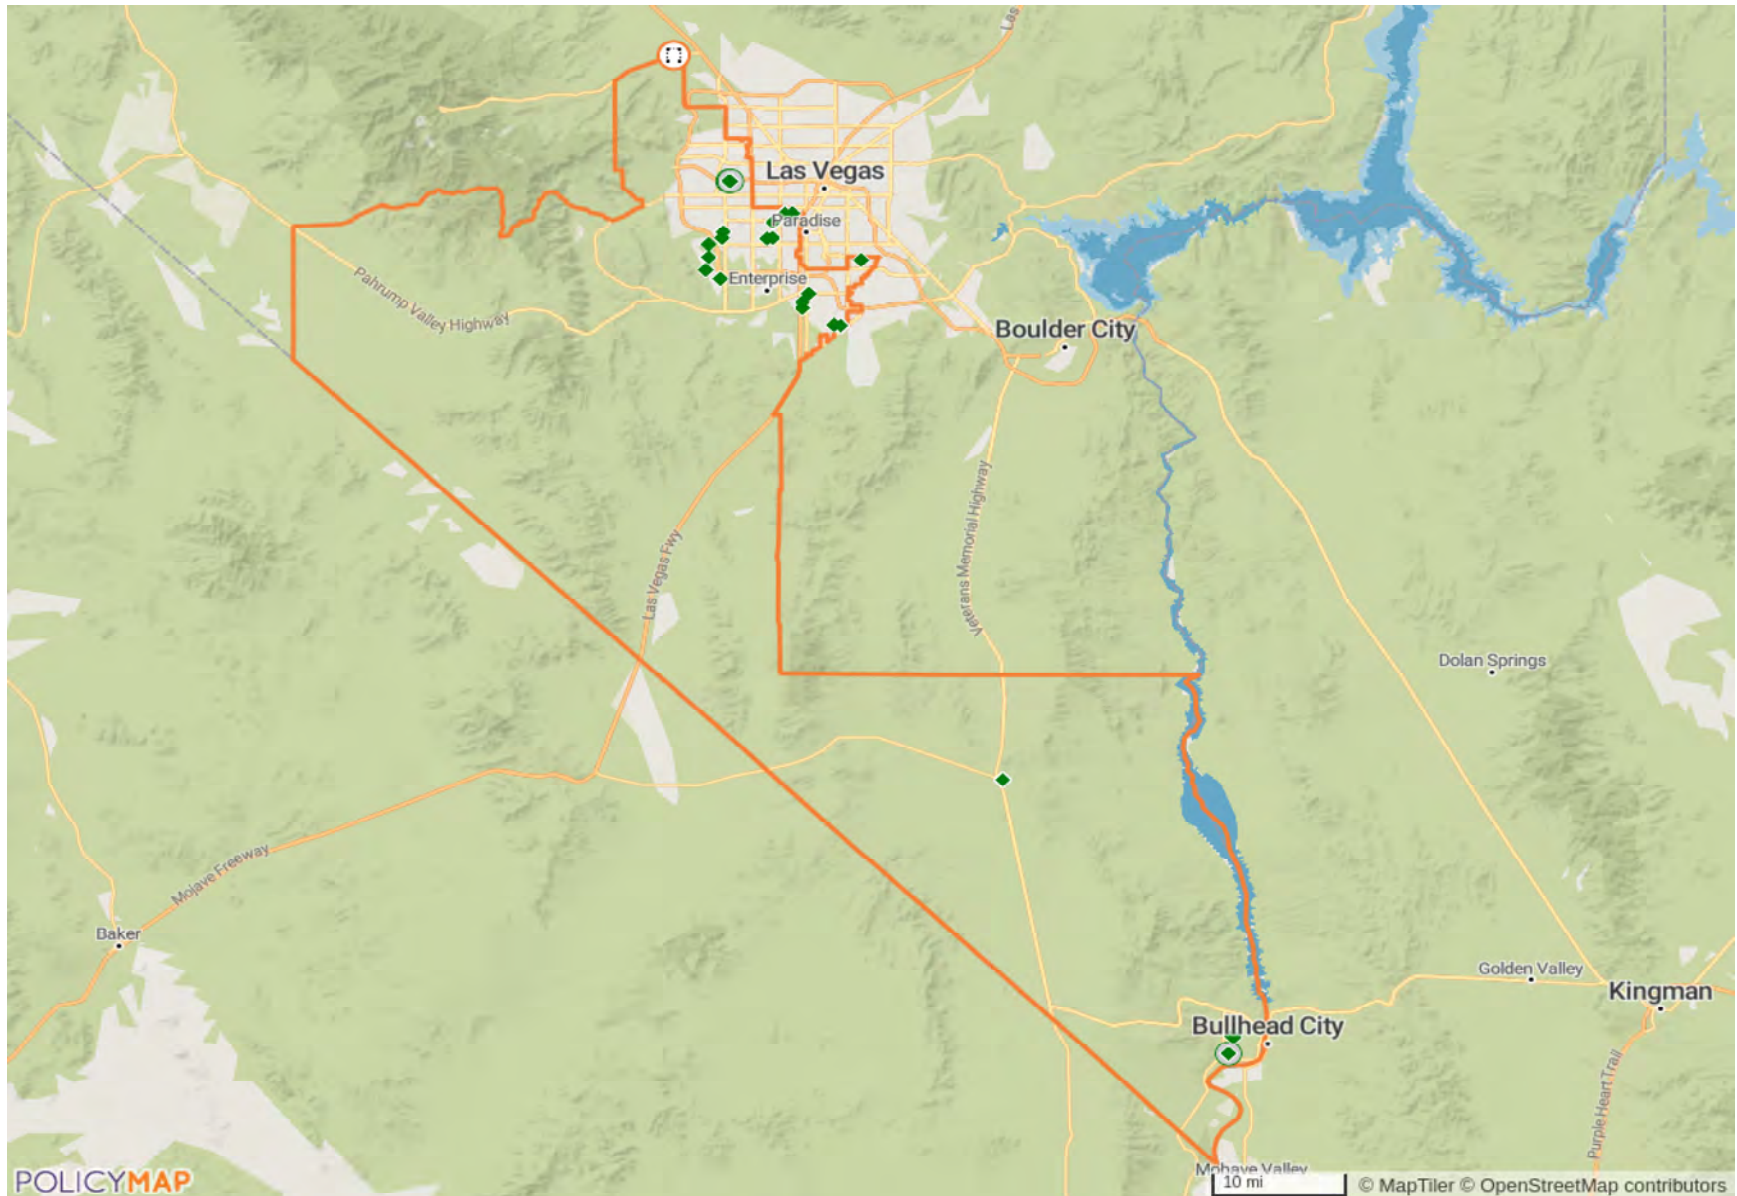 Las
Las Vegas
Paradise
Enterprise
Pahrump Valley Highway
Boulder City
Veterans Memorial Highway
Las Vegas Fwy
Dolan Springs
Mojave Freeway
Baker
Golden Valley
Kingman
Bullhead City
Purple Heart Trail
Mohave Valley
10 mi
POLICYMAP
© MapTiler © OpenStreetMap contributors